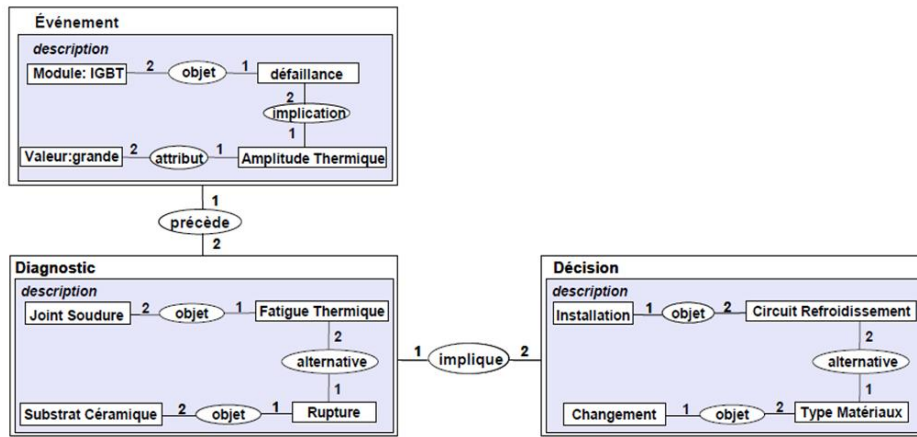 Événement
description
Module: IGBT 2 objet 1 défaillance
2
implication
1
Valeur:grande 2 attribut 1 Amplitude Thermique
1
précède
2
Diagnostic
description
Joint Soudure 2 objet 1 Fatigue Thermique
2
alternative
1
Substrat Céramique 2 objet 1 Rupture
1 implique 2
Décision
description
Installation 1 objet 2 Circuit Refroidissement
2
alternative
1
Changement 1 objet 2 Type Matériaux